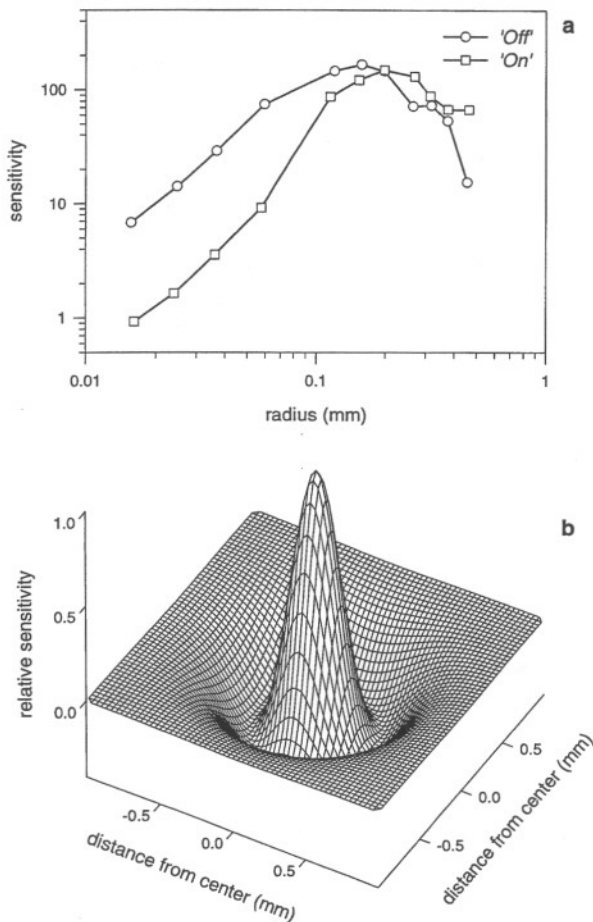 a
'Off'
'On'
100
10
1
sensitivity
0.01
0.1
1
radius (mm)
b
1.0
0.5
0.0
relative sensitivity
-0.5
0.0
0.5
distance from center (mm)
0.5
0.0
-0.5
distance from center (mm)